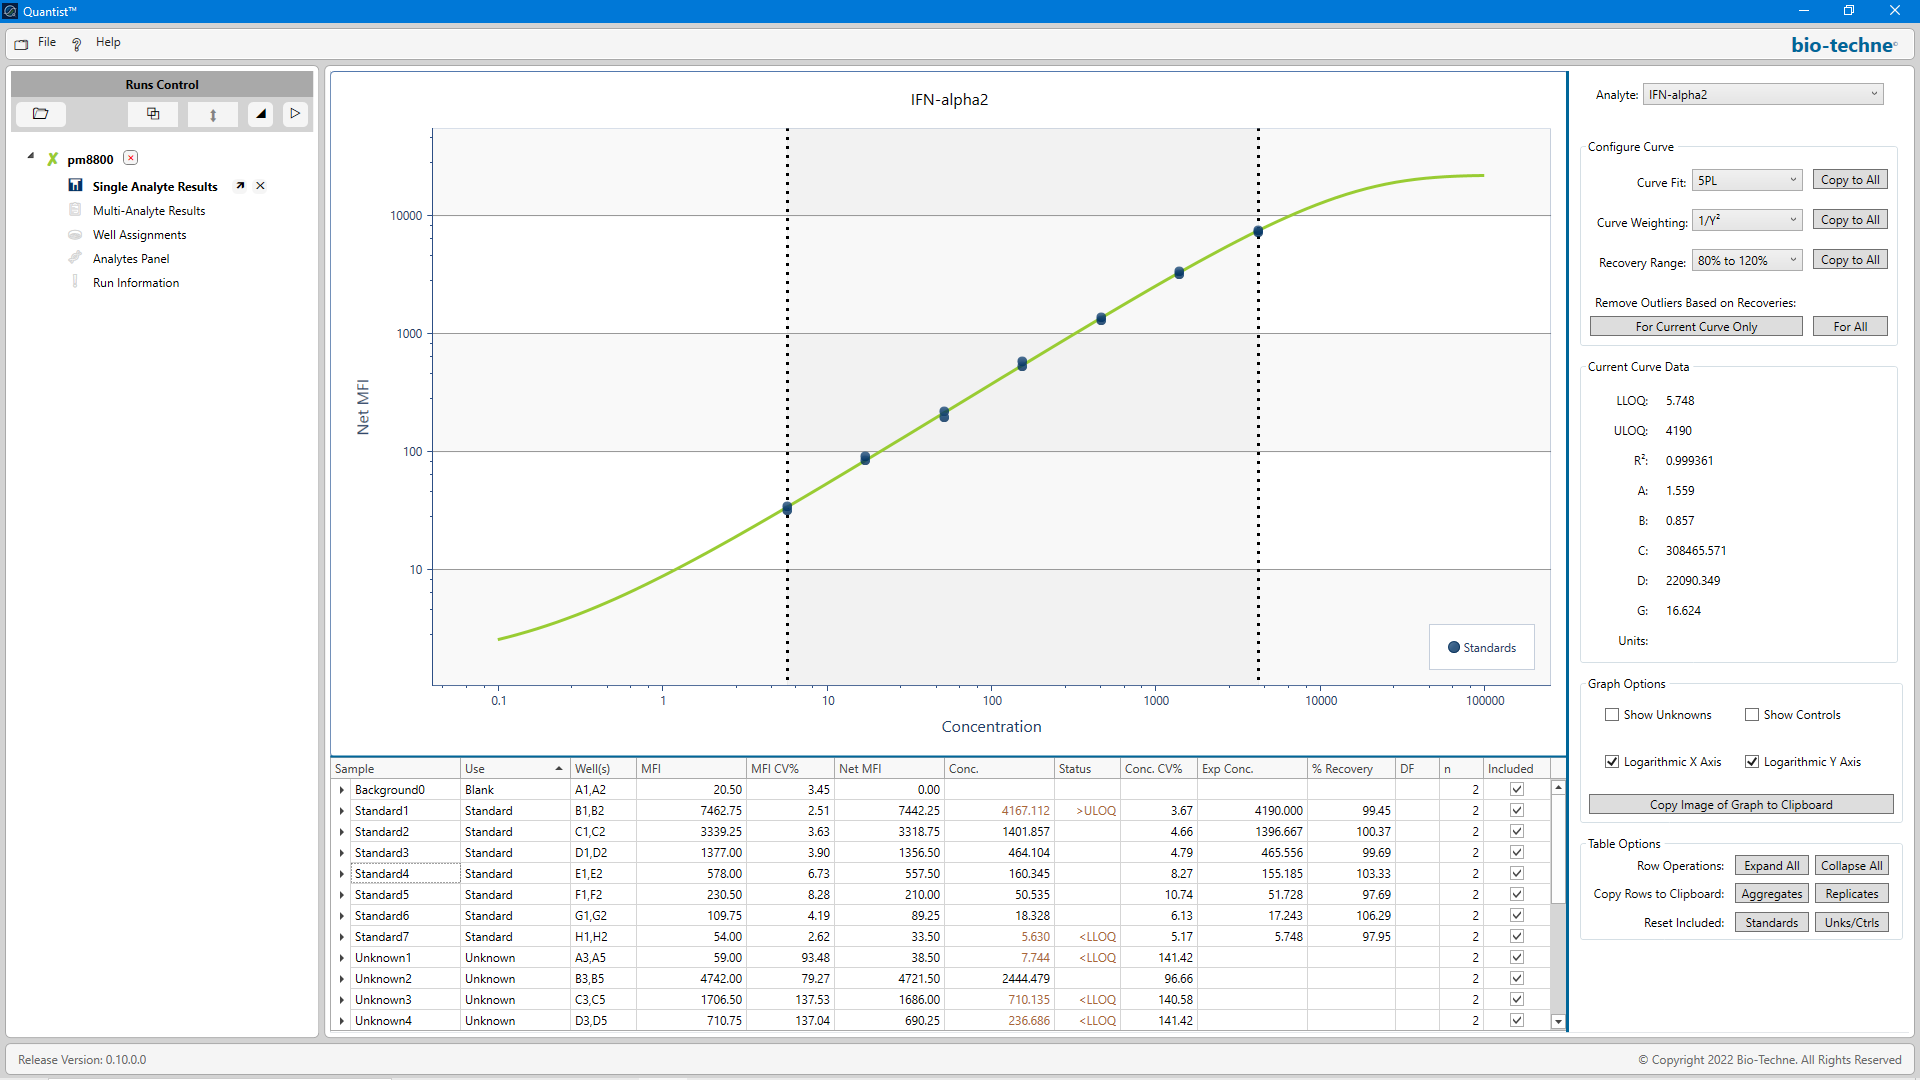 Quantist™
File Help
bio-techne
Runs Control
pm8800
Single Analyte Results
Multi-Analyte Results
Well Assignments
Analytes Panel
Run Information
IFN-alpha2
10000
1000
100
10
Net MFI
0.1 1 10 100 1000 10000 100000
Concentration
Standards
Sample Use Well(s) MFI MFI CV% Net MFI Conc. Status Conc. CV% Exp Conc. % Recovery DF n Included
Background0 Blank A1,A2 20.50 3.45 0.00 2
Standard1 Standard B1,B2 7462.75 2.51 7442.25 4167.112 >ULOQ 3.67 4190.000 99.45 2
Standard2 Standard C1,C2 3339.25 3.63 3318.75 1401.857 4.66 1396.667 100.37 2
Standard3 Standard D1,D2 1377.00 3.90 1356.50 464.104 4.79 465.556 99.69 2
Standard4 Standard E1,E2 578.00 6.73 557.50 160.345 8.27 155.185 103.33 2
Standard5 Standard F1,F2 230.50 8.28 210.00 50.535 10.74 51.728 97.69 2
Standard6 Standard G1,G2 109.75 4.19 89.25 18.328 6.13 17.243 106.29 2
Standard7 Standard H1,H2 54.00 2.62 33.50 5.630 <LLOQ 5.17 5.748 97.95 2
Unknown1 Unknown A3,A5 59.00 93.48 38.50 7.744 <LLOQ 141.42 2
Unknown2 Unknown B3,B5 4742.00 79.27 4721.50 2444.479 96.66 2
Unknown3 Unknown C3,C5 1706.50 137.53 1686.00 710.135 <LLOQ 140.58 2
Unknown4 Unknown D3,D5 710.75 137.04 690.25 236.686 <LLOQ 141.42 2
Analyte: IFN-alpha2
Configure Curve
Curve Fit: 5PL Copy to All
Curve Weighting: 1/Y² Copy to All
Recovery Range: 80% to 120% Copy to All
Remove Outliers Based on Recoveries:
For Current Curve Only For All
Current Curve Data
LLOQ: 5.748
ULOQ: 4190
R²: 0.999361
A: 1.559
B: 0.857
C: 308465.571
D: 22090.349
G: 16.624
Units:
Graph Options
Show Unknowns Show Controls
Logarithmic X Axis Logarithmic Y Axis
Copy Image of Graph to Clipboard
Table Options
Row Operations: Expand All Collapse All
Copy Rows to Clipboard: Aggregates Replicates
Reset Included: Standards Unks/Ctrls
Release Version: 0.10.0.0
© Copyright 2022 Bio-Techne. All Rights Reserved